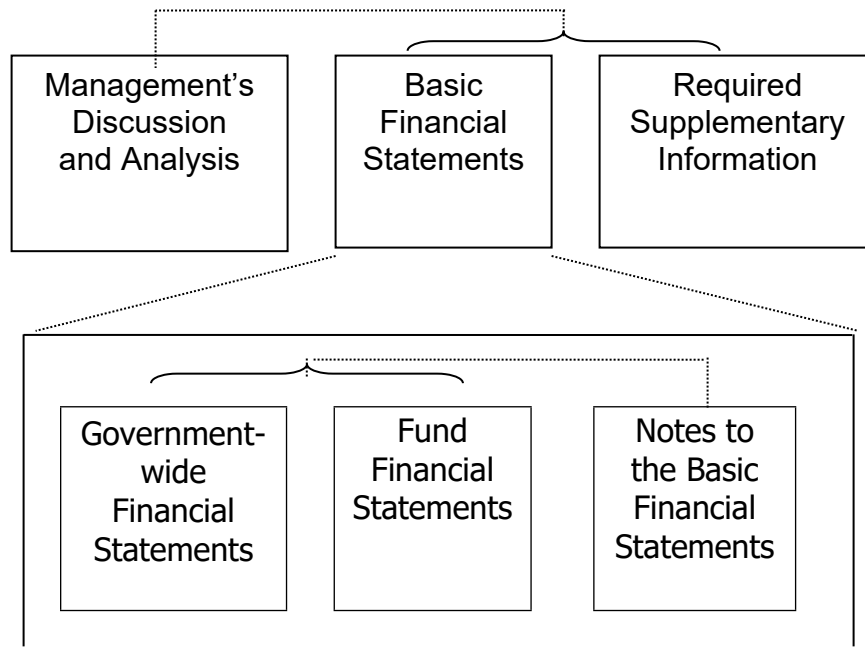 Management’s
Discussion
and Analysis
Basic
Financial
Statements
Required
Supplementary
Information
Government-
wide
Financial
Statements
Fund
Financial
Statements
Notes to
the Basic
Financial
Statements